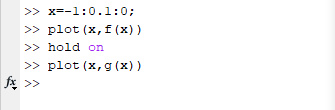 >> x=-1:0.1:0;
>> plot(x,f(x))
>> hold on
>> plot(x,g(x))
fx >>